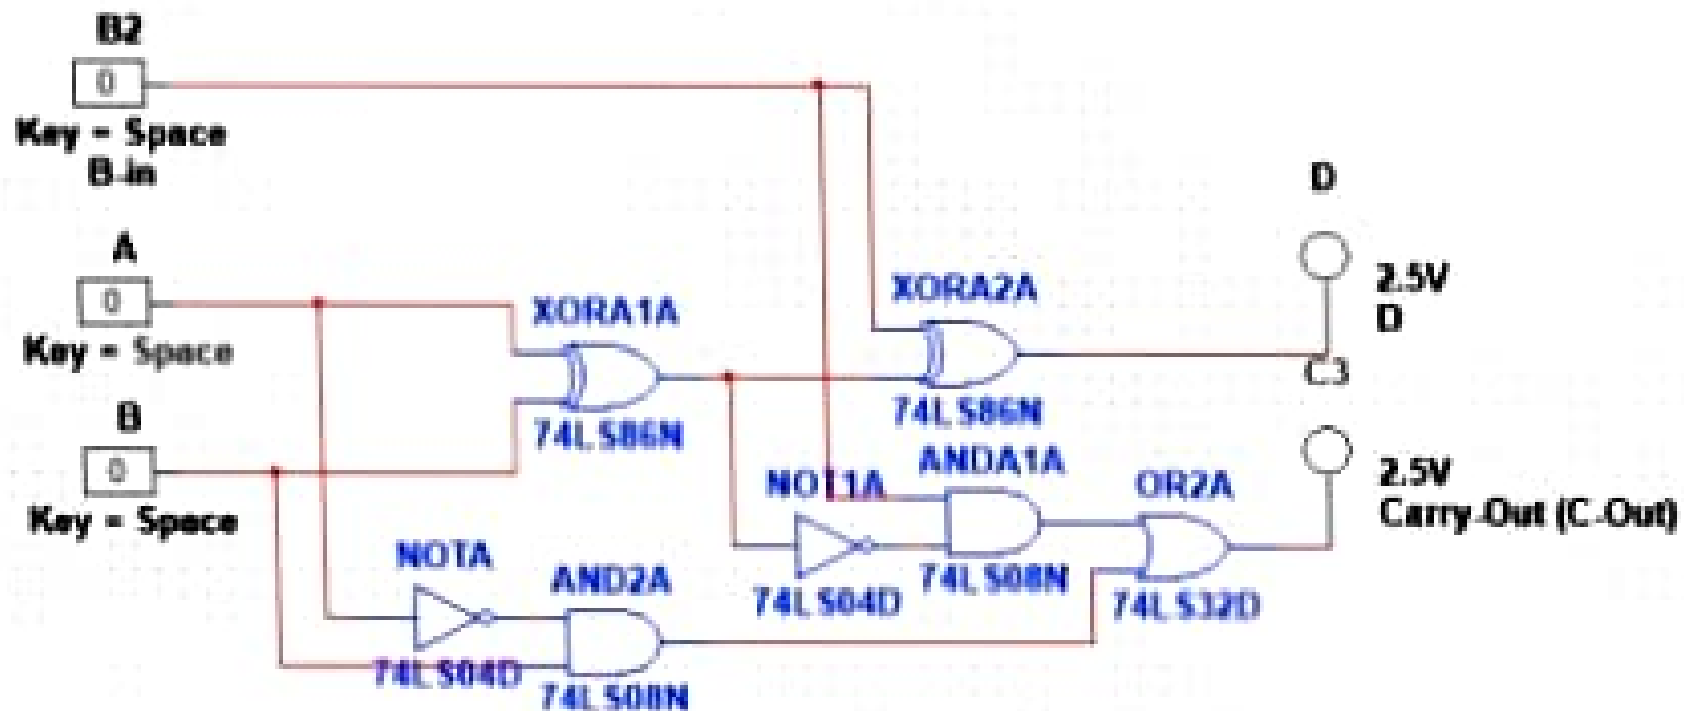 B2
0
Key = Space
B-in
A
0
Key = Space
B
0
Key = Space
XORA1A
74LS86N
XORA2A
74LS86N
D
2.5V
D
C3
2.5V
Carry-Out (C-Out)
NOT1A
74LS04D
ANDA1A
74LS08N
OR2A
74LS32D
NOTA
74LS04D
AND2A
74LS08N